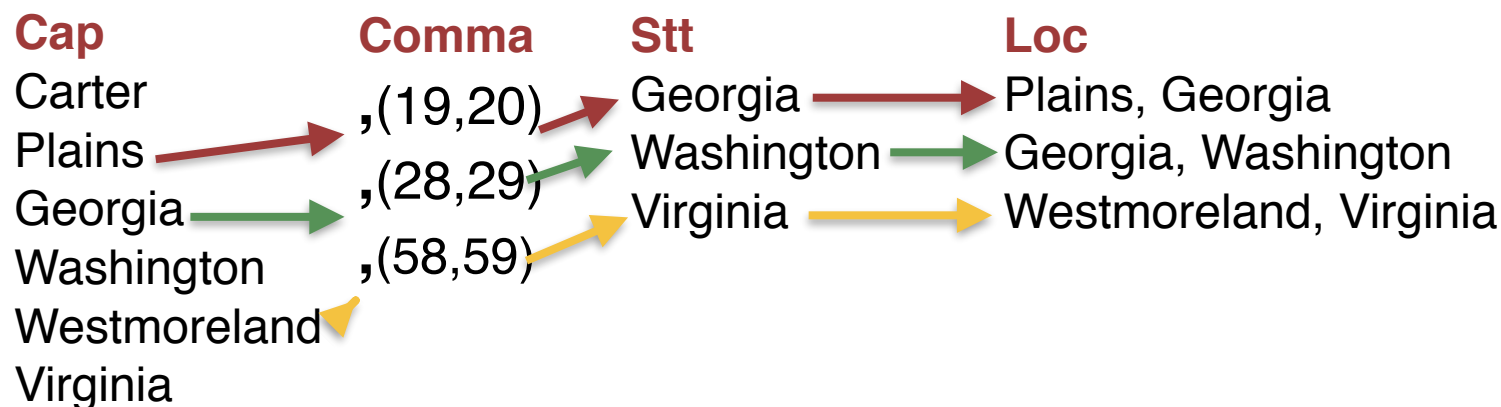 Cap Comma Stt Loc
Carter ,(19,20) Georgia Plains, Georgia
Plains ,(28,29) Washington Georgia, Washington
Georgia ,(58,59) Virginia Westmoreland, Virginia
Washington
Westmoreland
Virginia